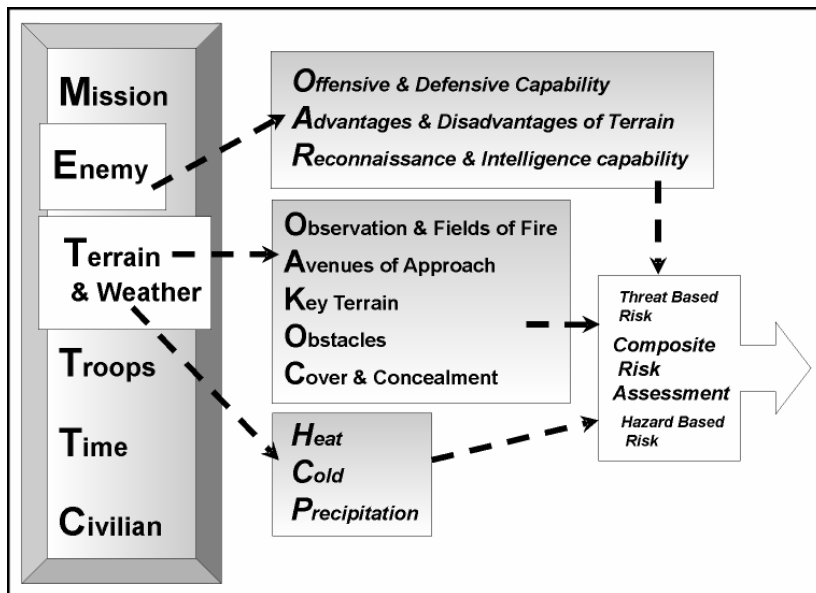 Mission
Enemy
Terrain
& Weather
Troops
Time
Civilian
Offensive & Defensive Capability
Advantages & Disadvantages of Terrain
Reconnaissance & Intelligence capability
Observation & Fields of Fire
Avenues of Approach
Key Terrain
Obstacles
Cover & Concealment
Heat
Cold
Precipitation
Threat Based
Risk
Composite
Risk
Assessment
Hazard Based
Risk